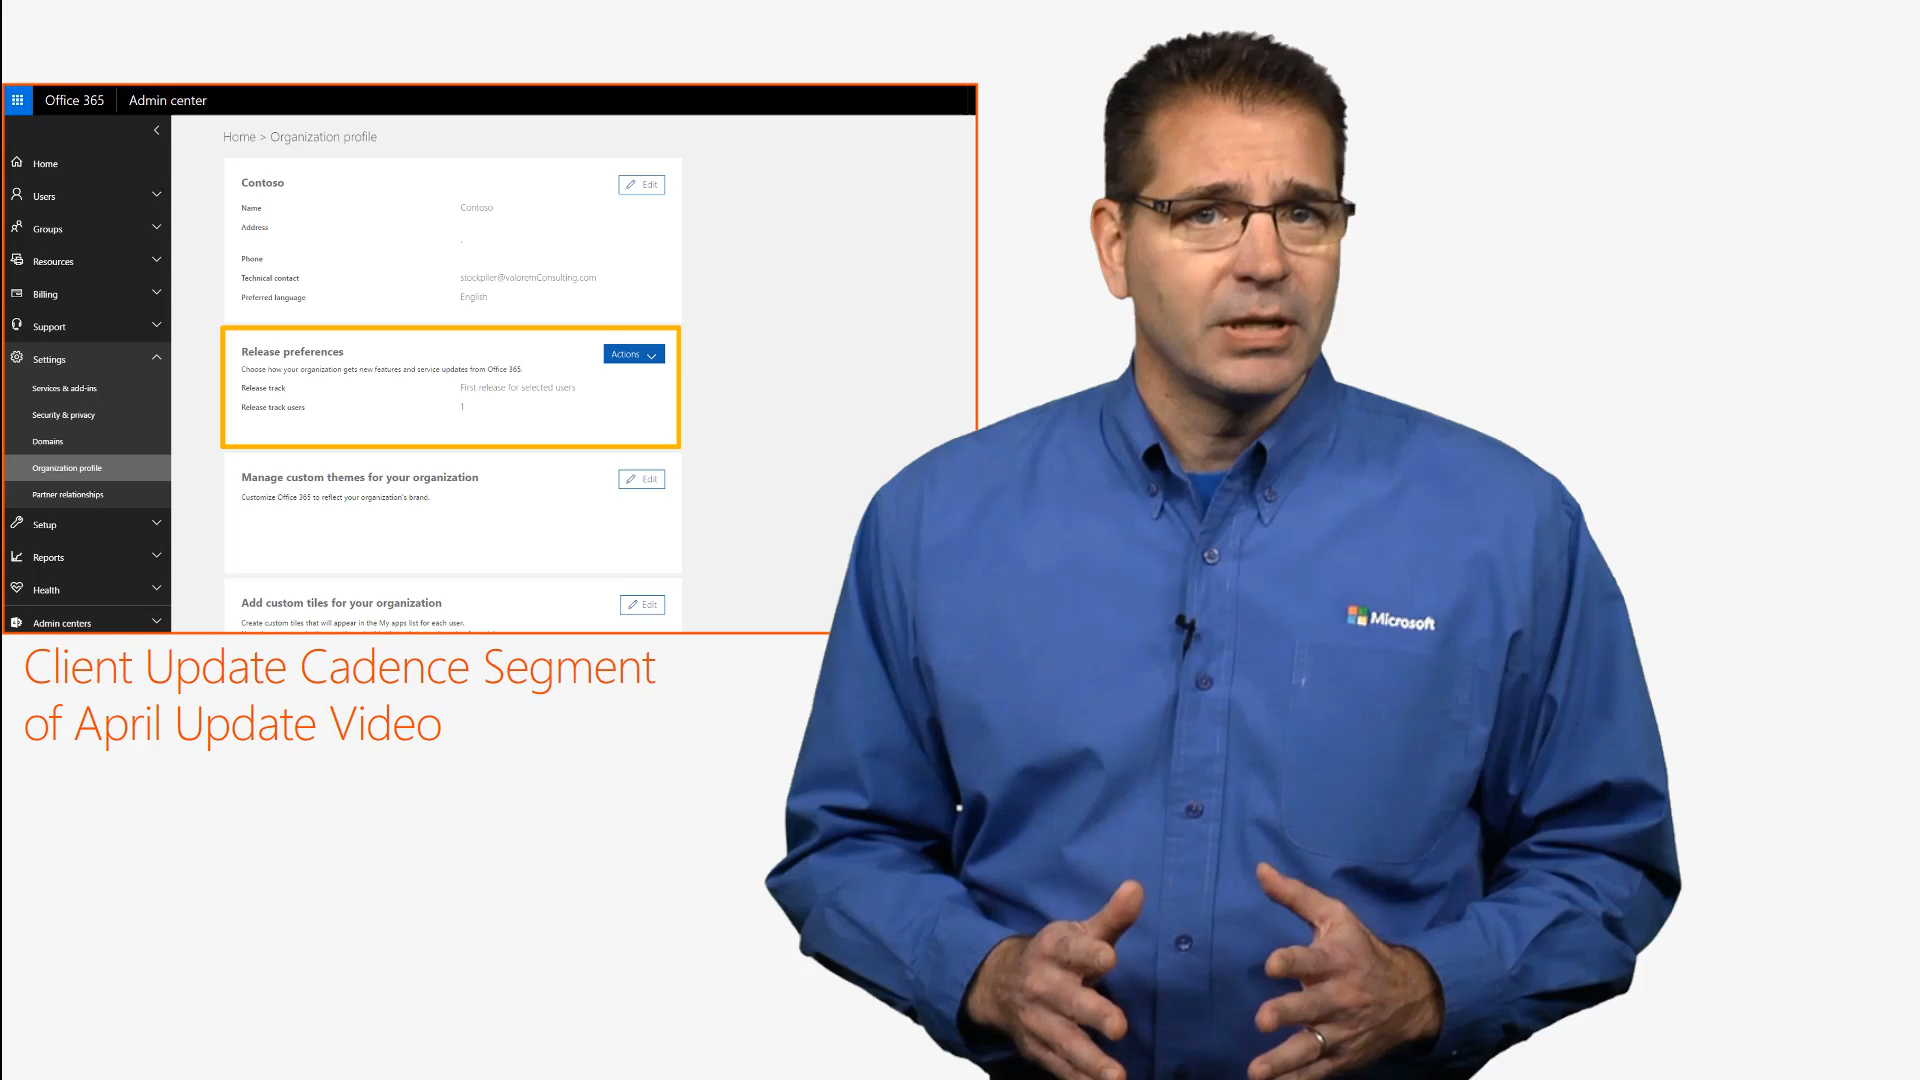 Office 365
Admin center
Home
Users
Groups
Resources
Billing
Support
Settings
Services & add-ins
Security & privacy
Domains
Organization profile
Partner relationships
Setup
Reports
Health
Admin centers
Home > Organization profile
Contoso
Edit
Name Contoso
Address
Phone
Technical contact stockpiler@valoremConsulting.com
Preferred language English
Release preferences
Actions
Choose how your organization gets new features and service updates from Office 365.
Release track First release for selected users
Release track users 1
Manage custom themes for your organization
Edit
Customize Office 365 to reflect your organization's brand.
Add custom tiles for your organization
Edit
Create custom tiles that will appear in the My apps list for each user.
Client Update Cadence Segment
of April Update Video
Microsoft